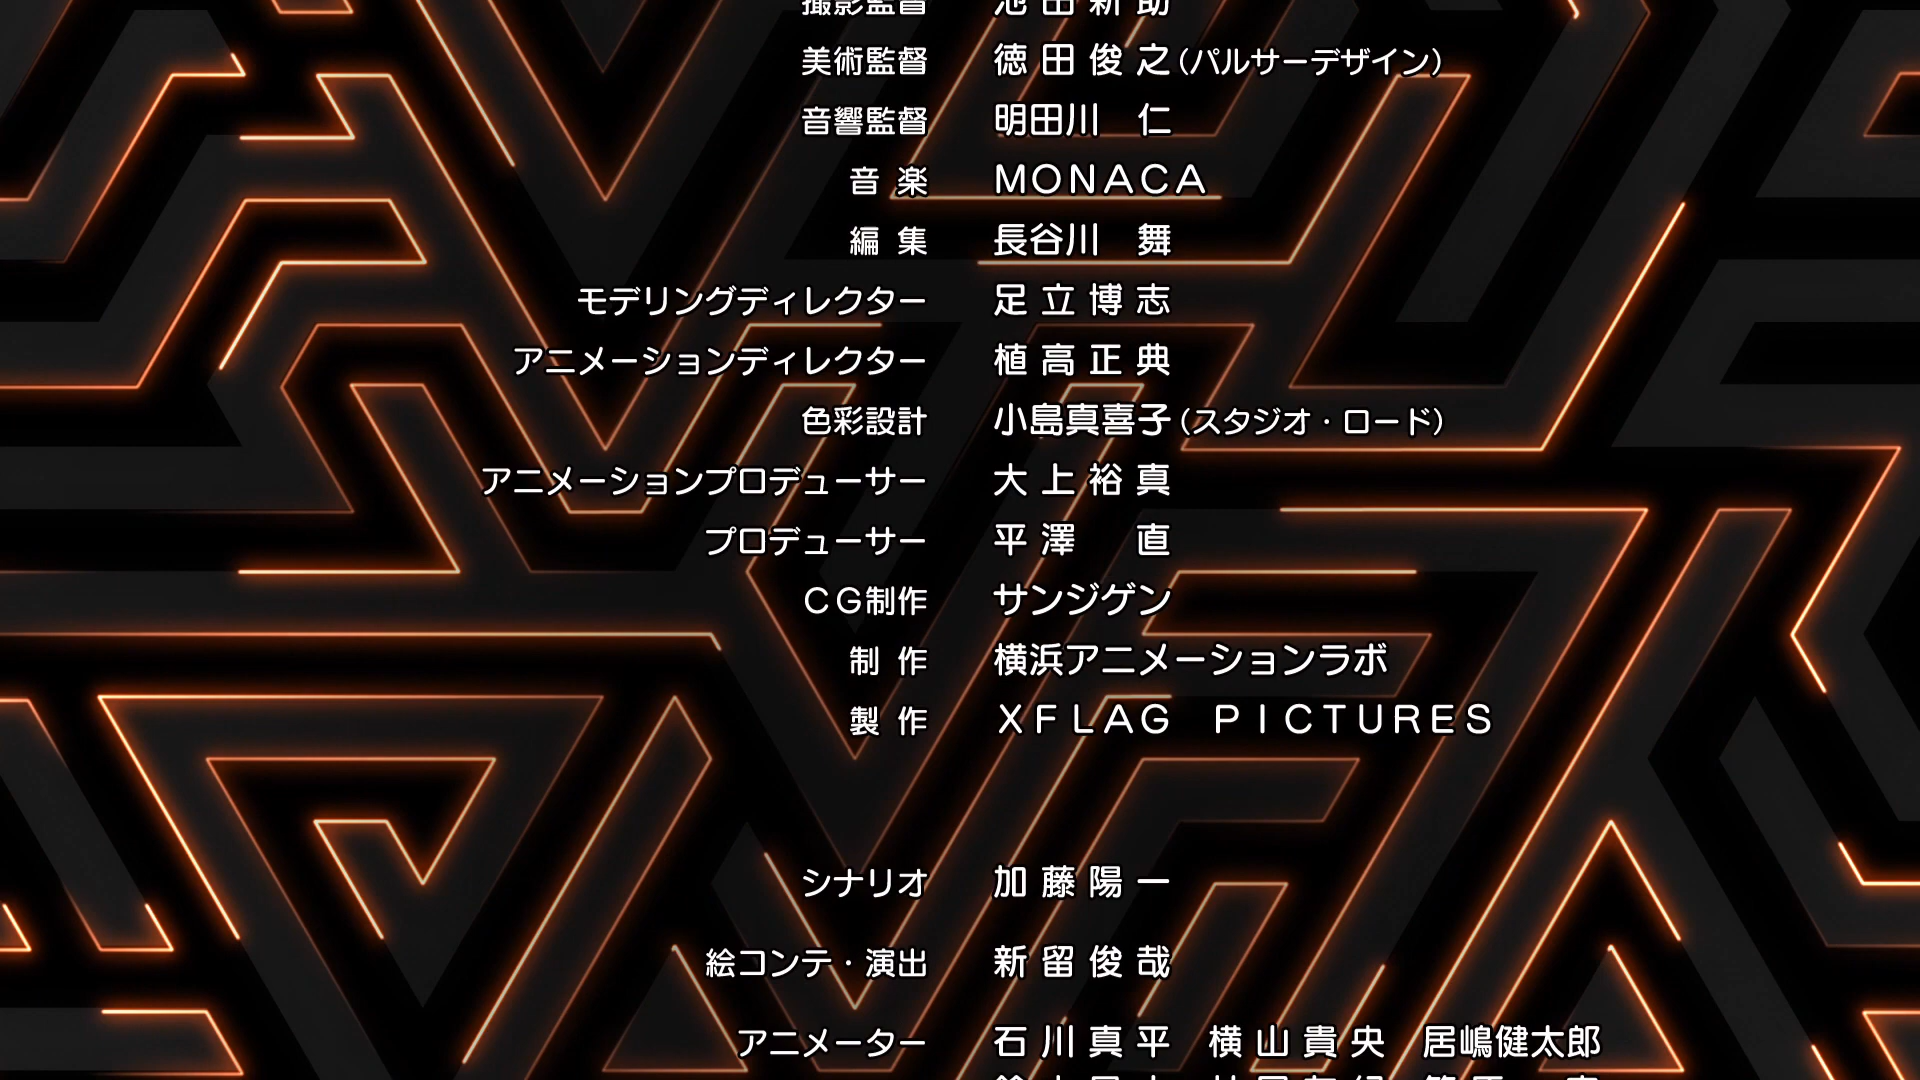 撮影監督 池田新助
美術監督 徳田俊之（パルサーデザイン）
音響監督 明田川　仁
音楽 ＭＯＮＡＣＡ
編集 長谷川　舞
モデリングディレクター 足立博志
アニメーションディレクター 植高正典
色彩設計 小島真喜子（スタジオ・ロード）
アニメーションプロデューサー 大上裕真
プロデューサー 平澤　直
ＣＧ制作 サンジゲン
制作 横浜アニメーションラボ
製作 ＸＦＬＡＧ　ＰＩＣＴＵＲＥＳ
シナリオ 加藤陽一
絵コンテ・演出 新留俊哉
アニメーター 石川真平　横山貴央　居嶋健太郎